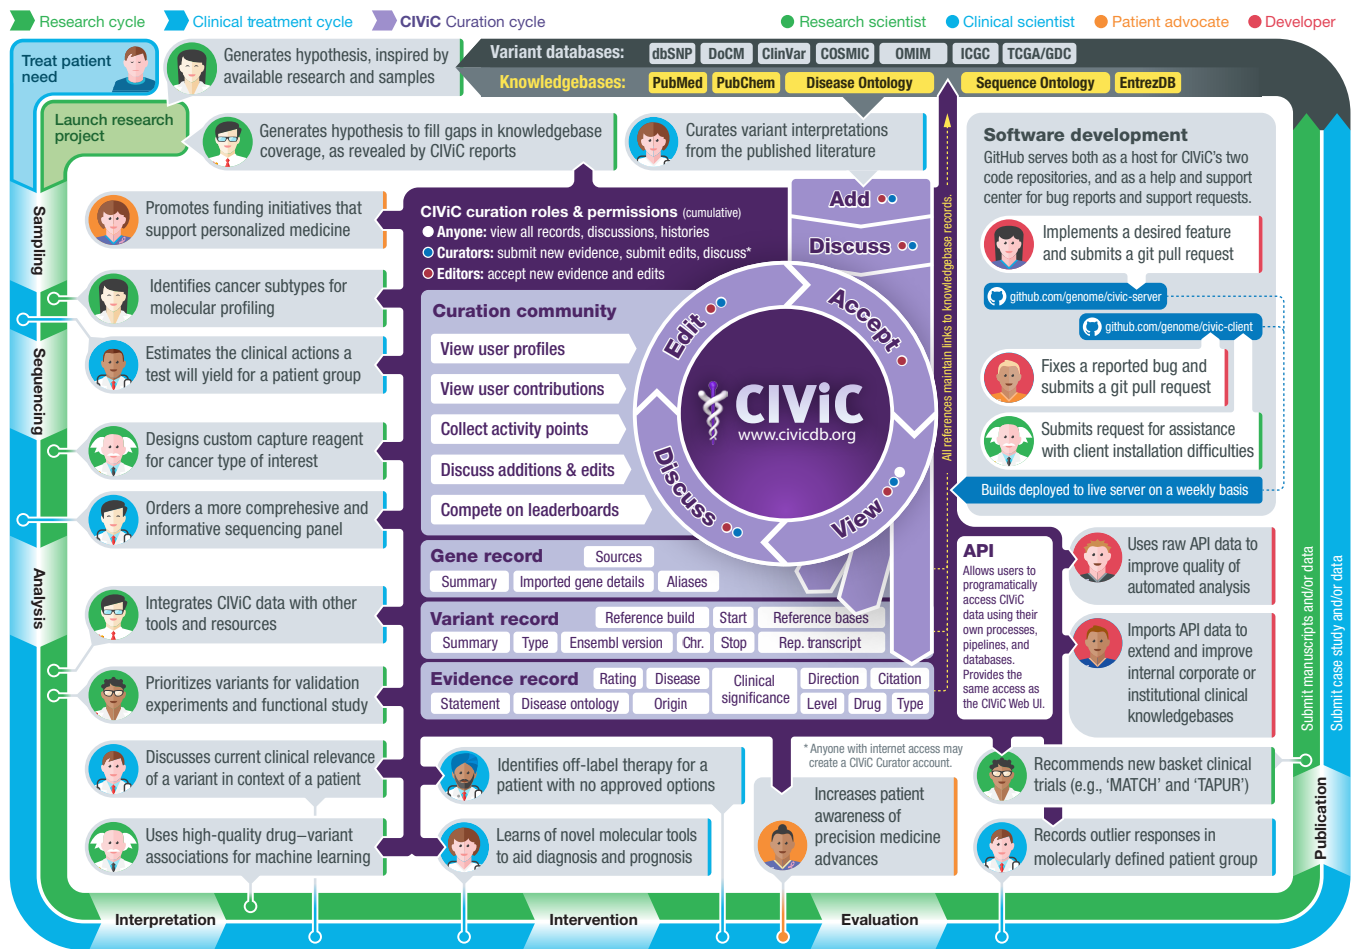 Research cycle
Clinical treatment cycle
CIViC Curation cycle
Research scientist
Clinical scientist
Patient advocate
Developer
Treat patient
need
Generates hypothesis, inspired by
available research and samples
Variant databases:
dbSNP
DoCM
ClinVar
COSMIC
OMIM
ICGC
TCGA/GDC
Knowledgebases:
PubMed
PubChem
Disease Ontology
Sequence Ontology
EntrezDB
Launch research
project
Generates hypothesis to fill gaps in knowledgebase
coverage, as revealed by CIViC reports
Curates variant interpretations
from the published literature
Software development
GitHub serves both as a host for CIViC's two
code repositories, and as a help and support
center for bug reports and support requests.
Implements a desired feature
and submits a git pull request
github.com/genome/civic-server
github.com/genome/civic-client
Fixes a reported bug and
submits a git pull request
Submits request for assistance
with client installation difficulties
Builds deployed to live server on a weekly basis
Sampling
Sequencing
Analysis
Promotes funding initiatives that
support personalized medicine
Identifies cancer subtypes for
molecular profiling
Estimates the clinical actions a
test will yield for a patient group
Designs custom capture reagent
for cancer type of interest
Orders a more comprehesive and
informative sequencing panel
Integrates CIViC data with other
tools and resources
Prioritizes variants for validation
experiments and functional study
Discusses current clinical relevance
of a variant in context of a patient
Uses high-quality drug–variant
associations for machine learning
CIViC curation roles & permissions (cumulative)
Anyone: view all records, discussions, histories
Curators: submit new evidence, submit edits, discuss*
Editors: accept new evidence and edits
Add
Discuss
Accept
Edit
Discuss
View
CIViC
www.civicdb.org
Curation community
View user profiles
View user contributions
Collect activity points
Discuss additions & edits
Compete on leaderboards
Gene record
Sources
Summary
Imported gene details
Aliases
Variant record
Reference build
Start
Reference bases
Summary
Type
Ensembl version
Chr.
Stop
Rep. transcript
Evidence record
Rating
Disease
Clinical
significance
Direction
Citation
Statement
Disease ontology
Origin
Level
Drug
Type
All references maintain links to knowledgebase records.
API
Allows users to
programatically
access CIViC
data using their
own processes,
pipelines, and
databases.
Provides the
same access as
the CIViC Web UI.
Uses raw API data to
improve quality of
automated analysis
Imports API data to
extend and improve
internal corporate or
institutional clinical
knowledgebases
Submit manuscripts and/or data
Submit case study and/or data
Identifies off-label therapy for a
patient with no approved options
Learns of novel molecular tools
to aid diagnosis and prognosis
* Anyone with internet access may
create a CIViC Curator account.
Increases patient
awareness of
precision medicine
advances
Recommends new basket clinical
trials (e.g., 'MATCH' and 'TAPUR')
Records outlier responses in
molecularly defined patient group
Publication
Interpretation
Intervention
Evaluation